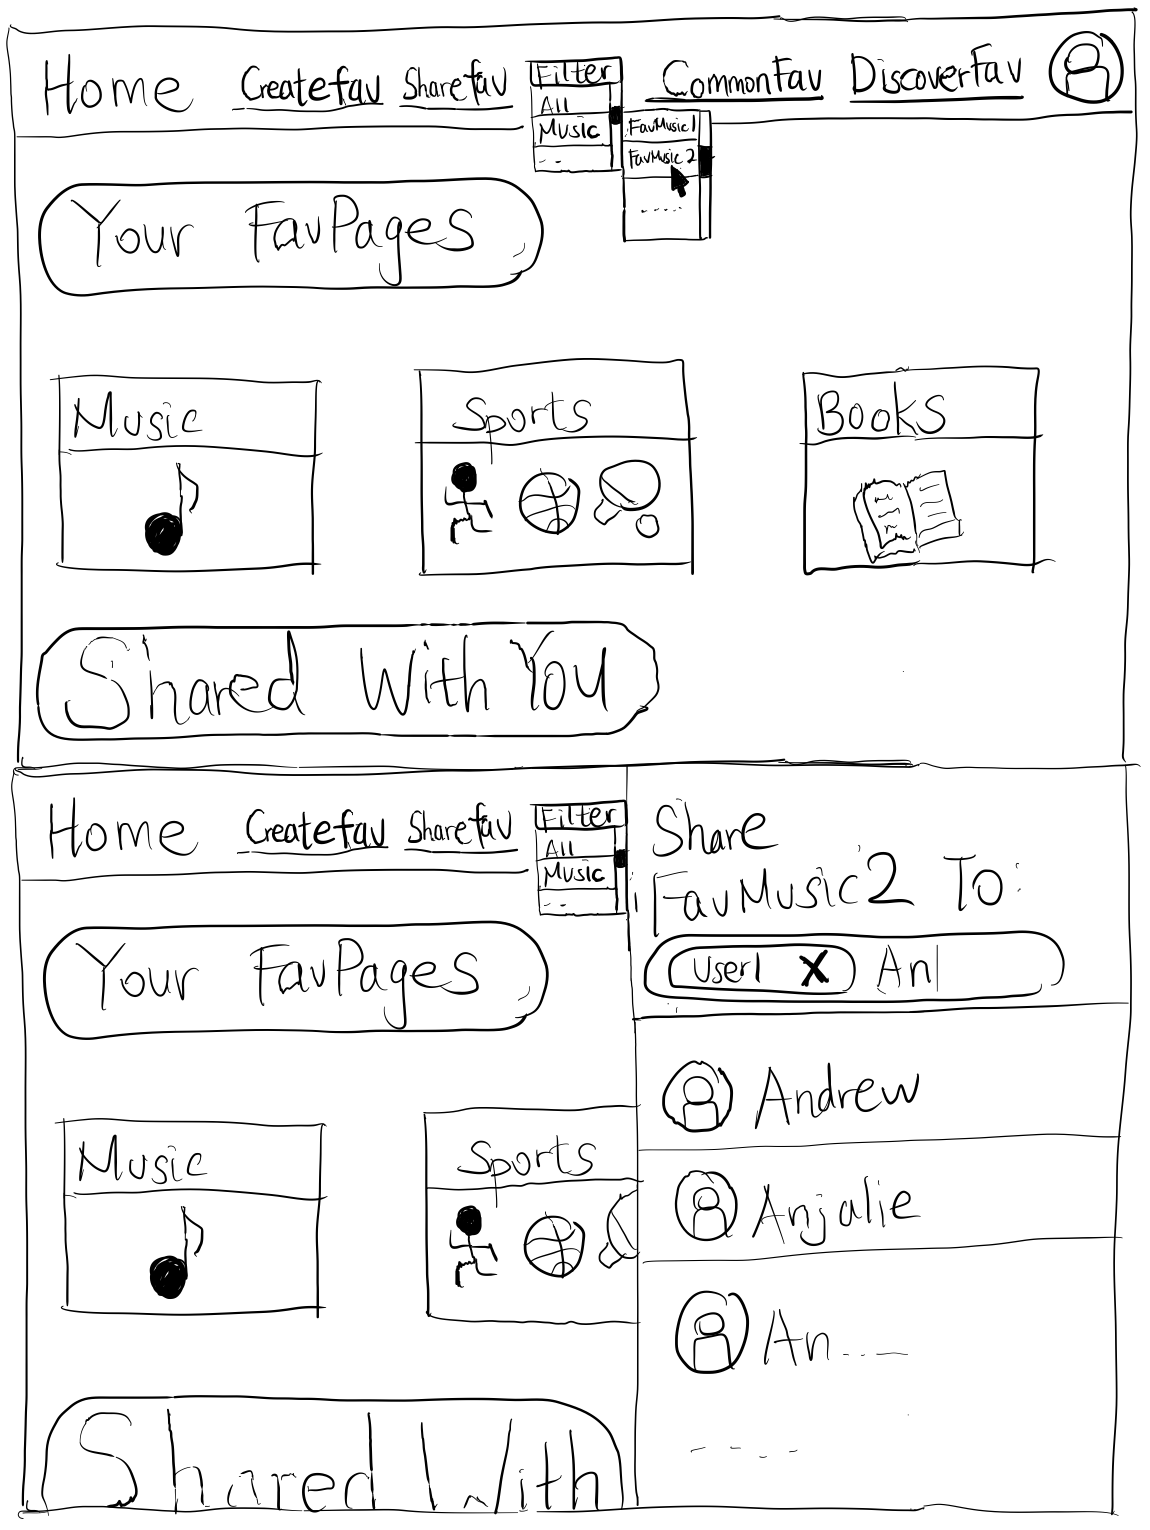 Home Createfav Sharefav Filter CommonFav DiscoverFav
All
Music
FavMusic1
FavMusic2
Your FavPages
Music Sports Books
Shared With You
Home Createfav Sharefav Filter
All
Music
Share
FavMusic2 To:
User1 X An
Your FavPages
Andrew
Music Sports
Anjalie
An....
Shared With